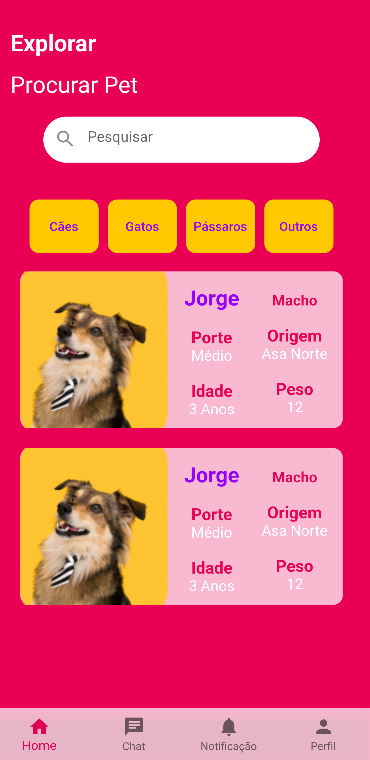 Explorar
Procurar Pet
Pesquisar
Cães Gatos Pássaros Outros
Jorge Macho
Porte Origem
Médio Asa Norte
Idade Peso
3 Anos 12
Jorge Macho
Porte Origem
Médio Asa Norte
Idade Peso
3 Anos 12
Home Chat Notificação Perfil